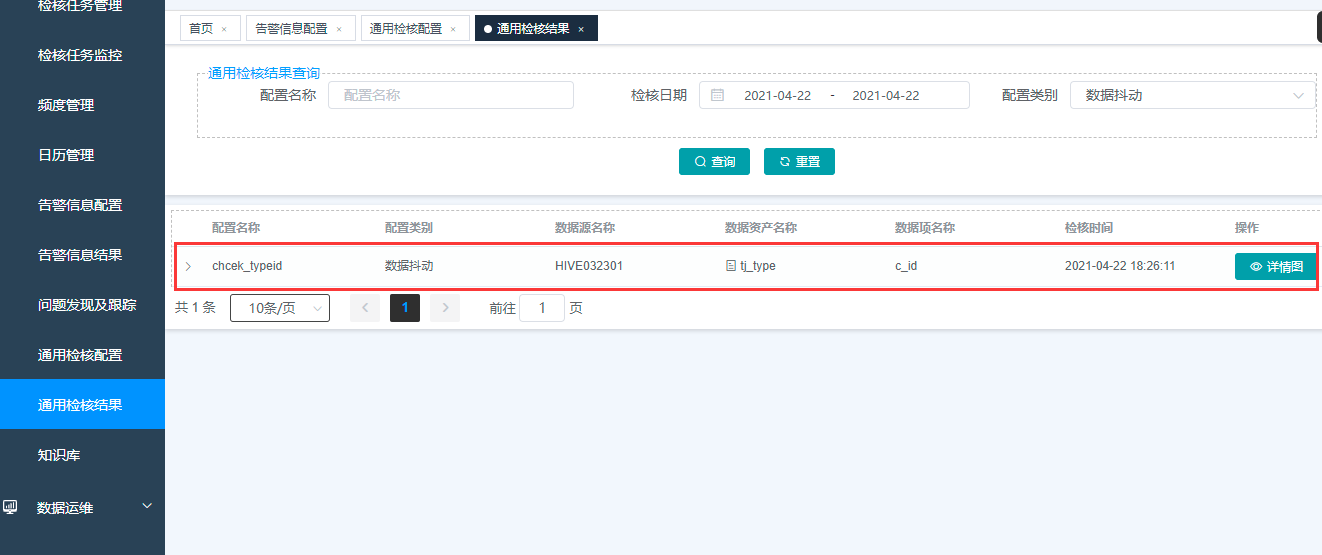 检核任务管理
检核任务监控
频度管理
日历管理
告警信息配置
告警信息结果
问题发现及跟踪
通用检核配置
通用检核结果
知识库
数据运维
首页 × 告警信息配置 × 通用检核配置 × 通用检核结果 ×
通用检核结果查询
配置名称 配置名称 检核日期 2021-04-22 - 2021-04-22 配置类别 数据抖动
查询 重置
配置名称 配置类别 数据源名称 数据资产名称 数据项名称 检核时间 操作
chcek_typeid 数据抖动 HIVE032301 tj_type c_id 2021-04-22 18:26:11 详情图
共 1 条 10条/页 1 前往 1 页